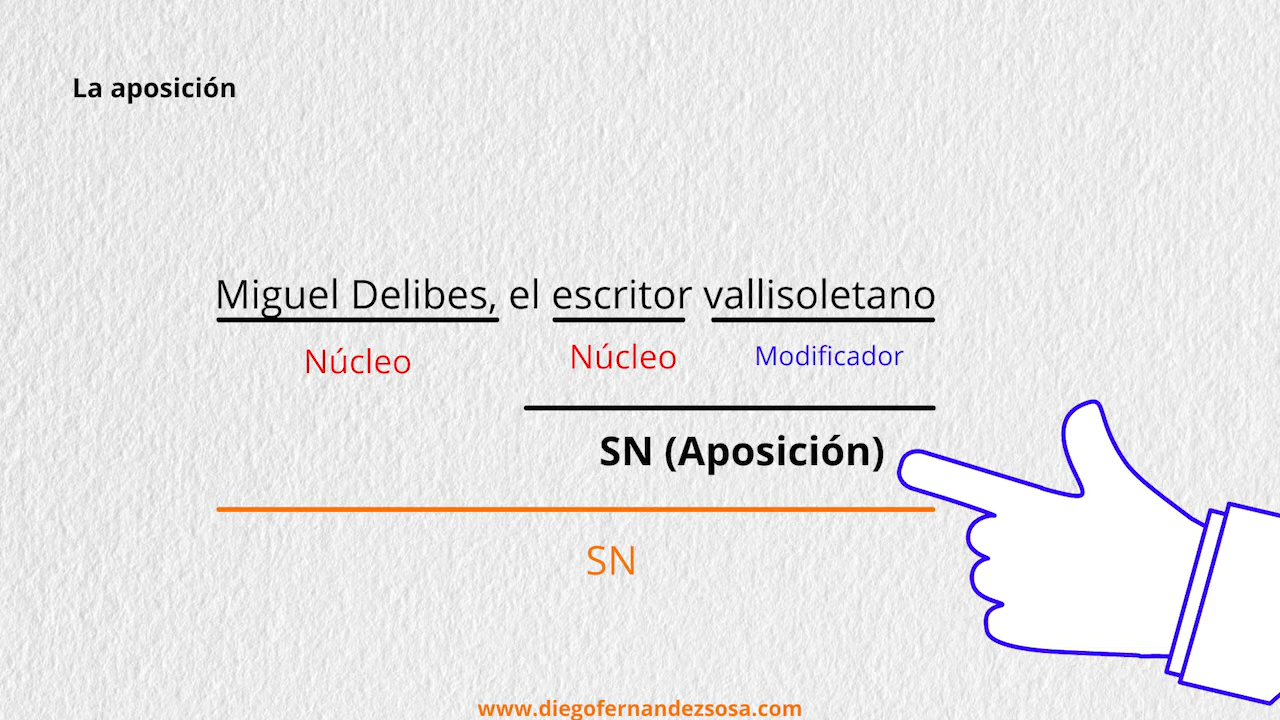 La aposición
Miguel Delibes, el escritor vallisoletano
Núcleo Núcleo Modificador
SN (Aposición)
SN
www.diegofernandezsosa.com